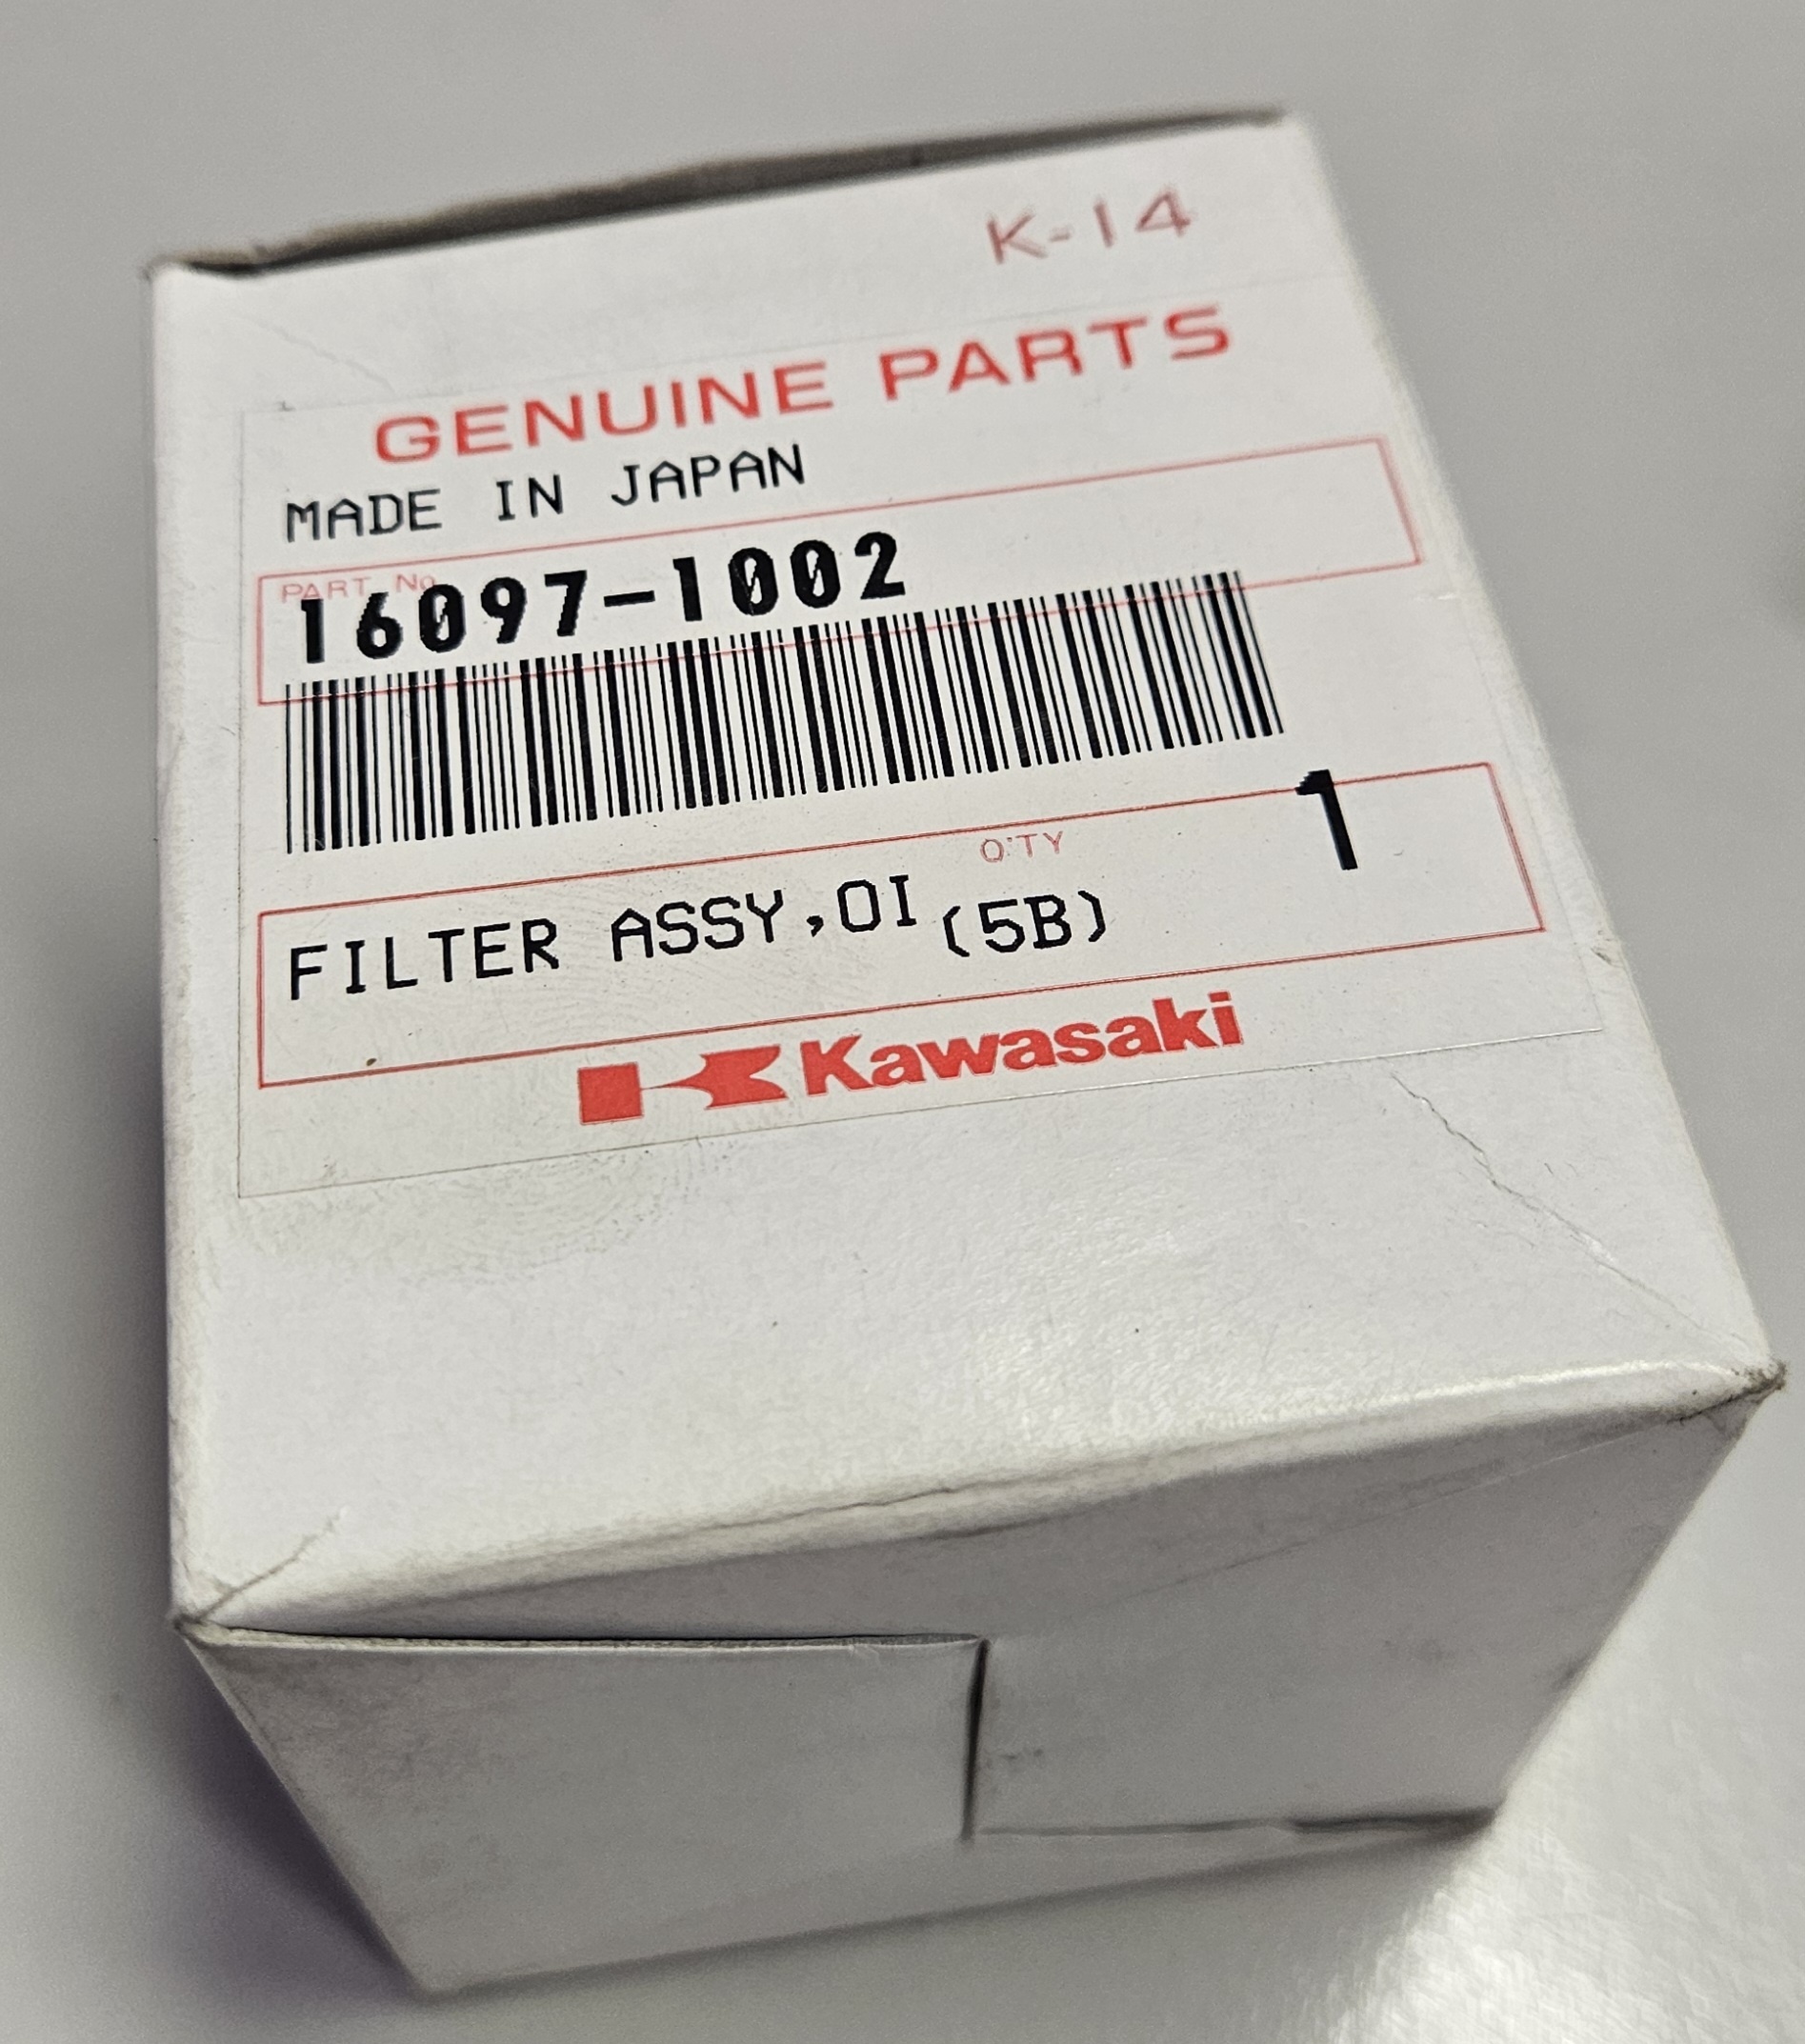 K-14
GENUINE PARTS
MADE IN JAPAN
PART No.
16097-1002
Q'TY
1
FILTER ASSY,OI (5B)
Kawasaki